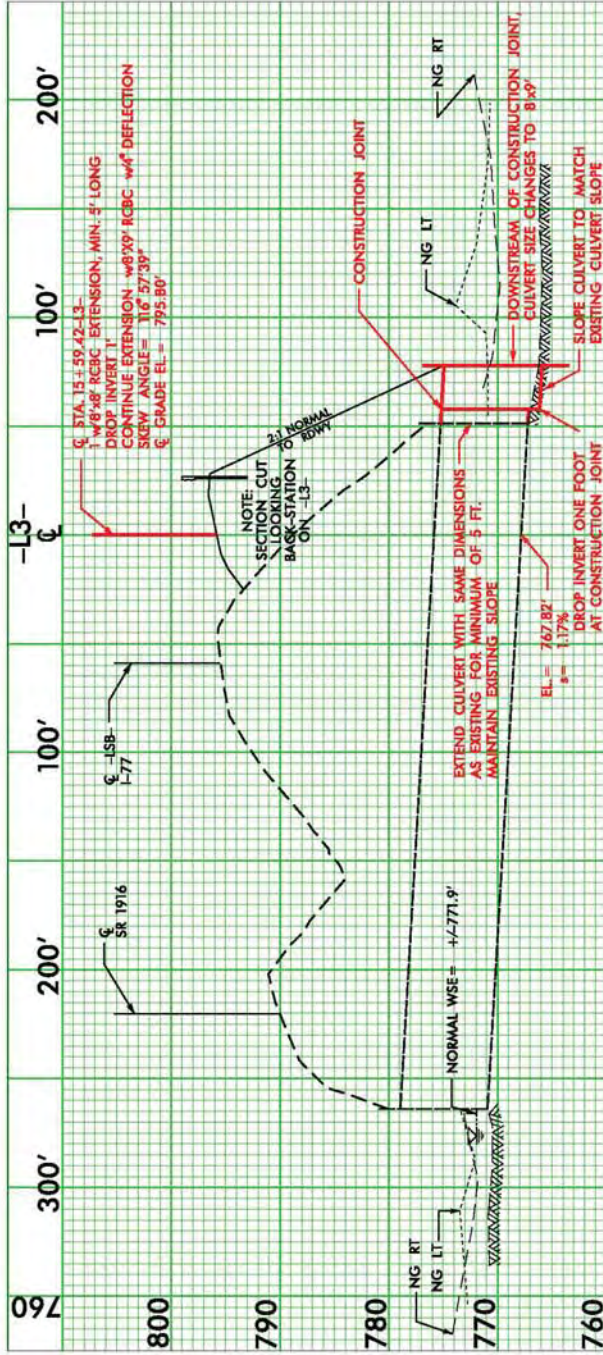 -L3-
℄
300'
200'
100'
100'
200'
760
800
790
780
770
760
℄ STA. 15+59.42-L3-
1 w/8'x8' RCBC EXTENSION, MIN. 5' LONG
DROP INVERT 1'
CONTINUE EXTENSION w/8'X9' RCBC w/4° DEFLECTION
SKEW ANGLE= 116° 57'39"
℄ GRADE EL.= 795.80'
℄
SR 1916
℄ -LSB-
I-77
NOTE:
SECTION CUT
LOOKING
BACK-STATION
ON -L3-
2:1 NORMAL
TO RDWY
CONSTRUCTION JOINT
NG RT
NG LT
NG LT
NG RT
NORMAL WSE= +/-771.9'
EXTEND CULVERT WITH SAME DIMENSIONS
AS EXISTING FOR MINIMUM OF 5 FT.
MAINTAIN EXISTING SLOPE
DOWNSTREAM OF CONSTRUCTION JOINT,
CULVERT SIZE CHANGES TO 8'x9'
EL.= 767.82'
s= 1.17%
DROP INVERT ONE FOOT
AT CONSTRUCTION JOINT
SLOPE CULVERT TO MATCH
EXISTING CULVERT SLOPE